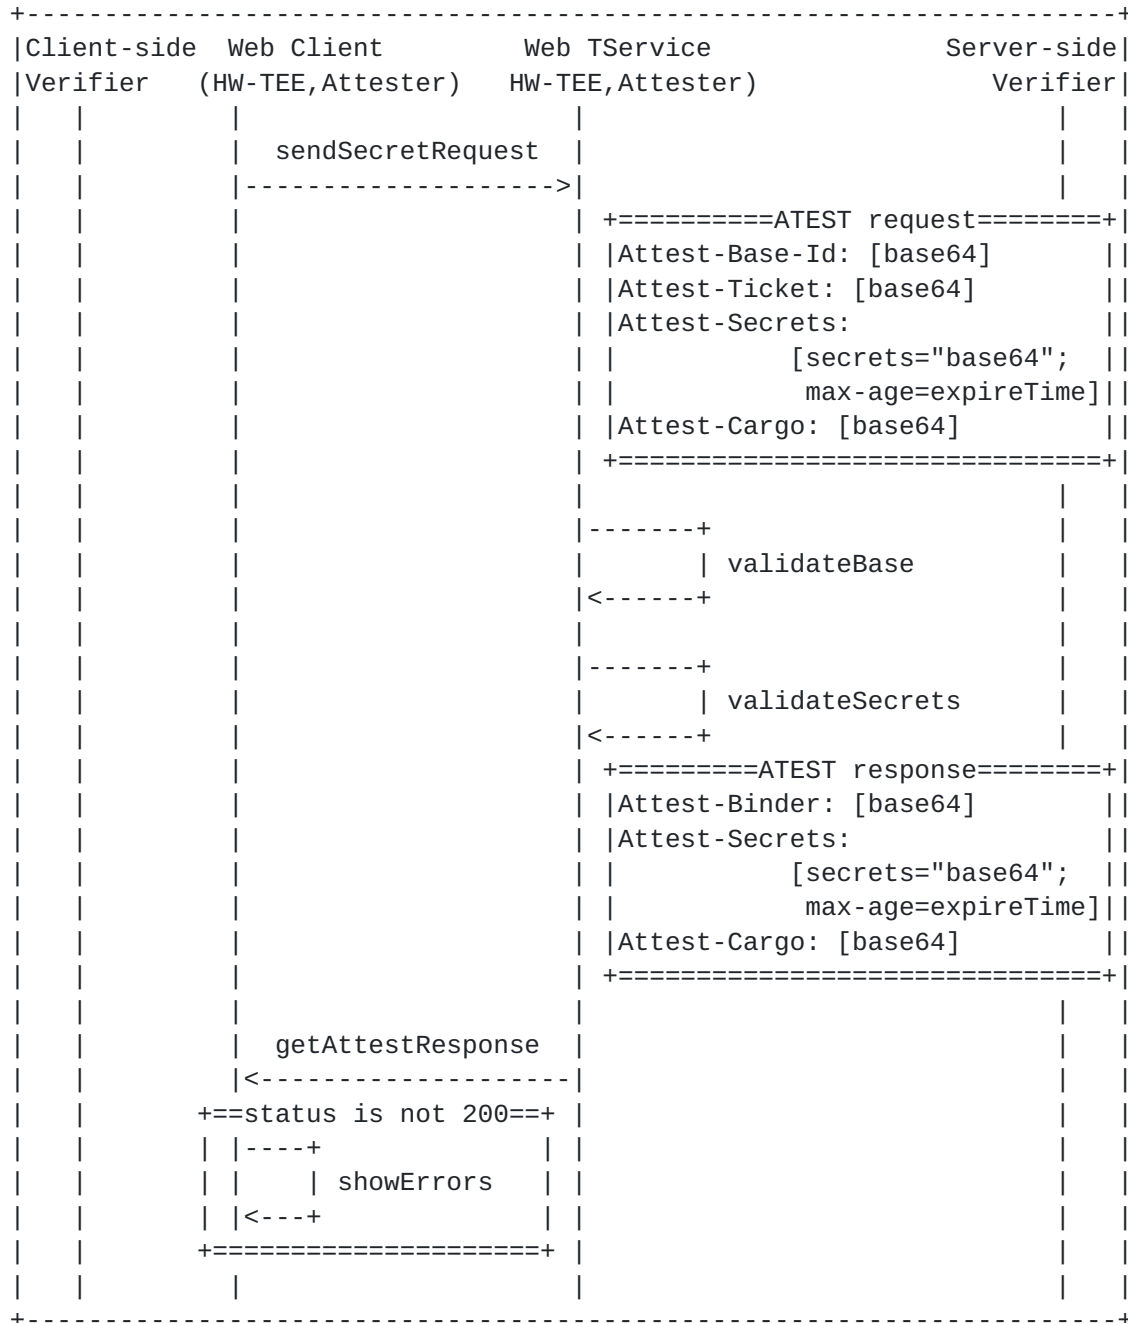 Client-side Web Client Web TService Server-side
Verifier (HW-TEE,Attester) HW-TEE,Attester) Verifier
sendSecretRequest
ATEST request
Attest-Base-Id: [base64]
Attest-Ticket: [base64]
Attest-Secrets:
[secrets="base64";
max-age=expireTime]
Attest-Cargo: [base64]
validateBase
validateSecrets
ATEST response
Attest-Binder: [base64]
Attest-Secrets:
[secrets="base64";
max-age=expireTime]
Attest-Cargo: [base64]
getAttestResponse
status is not 200
showErrors